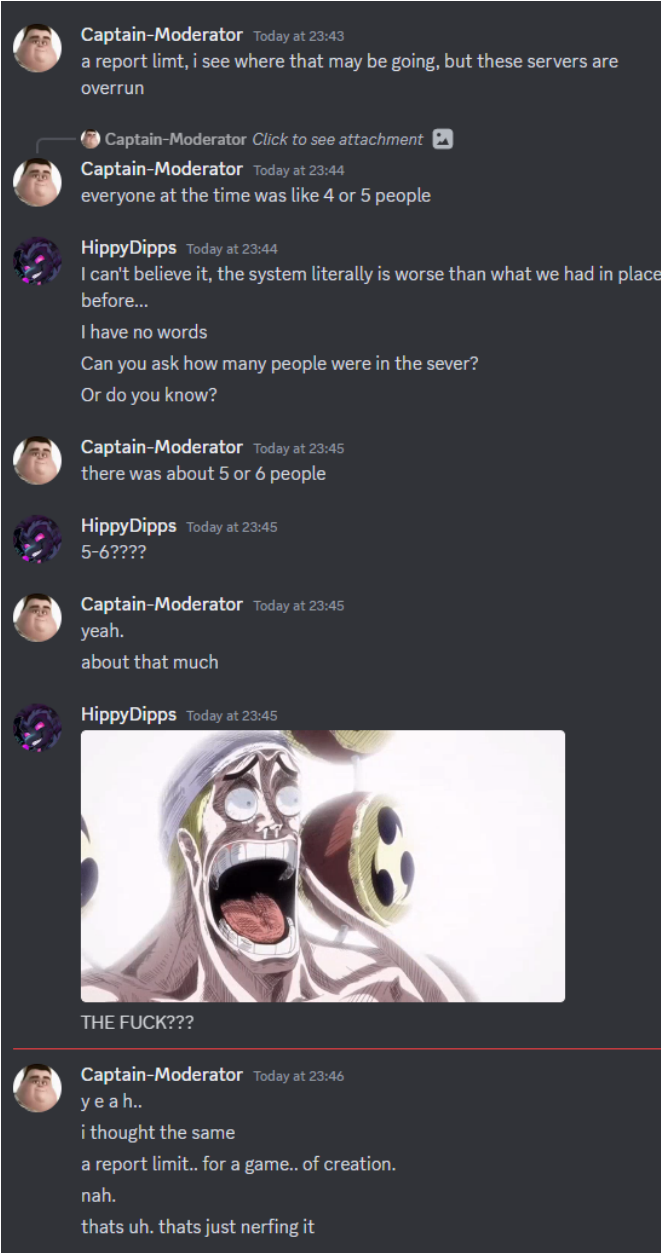 Captain-Moderator Today at 23:43
a report limt, i see where that may be going, but these servers are
overrun
Captain-Moderator Click to see attachment
Captain-Moderator Today at 23:44
everyone at the time was like 4 or 5 people
HippyDipps Today at 23:44
I can't believe it, the system literally is worse than what we had in place
before...
I have no words
Can you ask how many people were in the sever?
Or do you know?
Captain-Moderator Today at 23:45
there was about 5 or 6 people
HippyDipps Today at 23:45
5-6????
Captain-Moderator Today at 23:45
yeah.
about that much
HippyDipps Today at 23:45
THE FUCK???
Captain-Moderator Today at 23:46
y e a h..
i thought the same
a report limit.. for a game.. of creation.
nah.
thats uh. thats just nerfing it